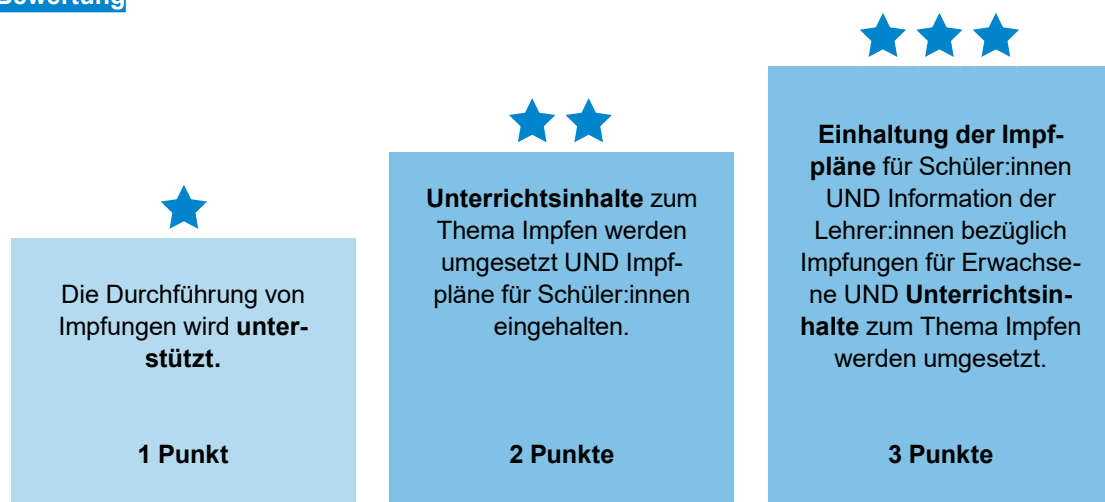 Bewertung
Die Durchführung von
Impfungen wird unter-
stützt.
1 Punkt
Unterrichtsinhalte zum
Thema Impfen werden
umgesetzt UND Impf-
pläne für Schüler:innen
eingehalten.
2 Punkte
Einhaltung der Impf-
pläne für Schüler:innen
UND Information der
Lehrer:innen bezüglich
Impfungen für Erwachse-
ne UND Unterrichtsin-
halte zum Thema Impfen
werden umgesetzt.
3 Punkte